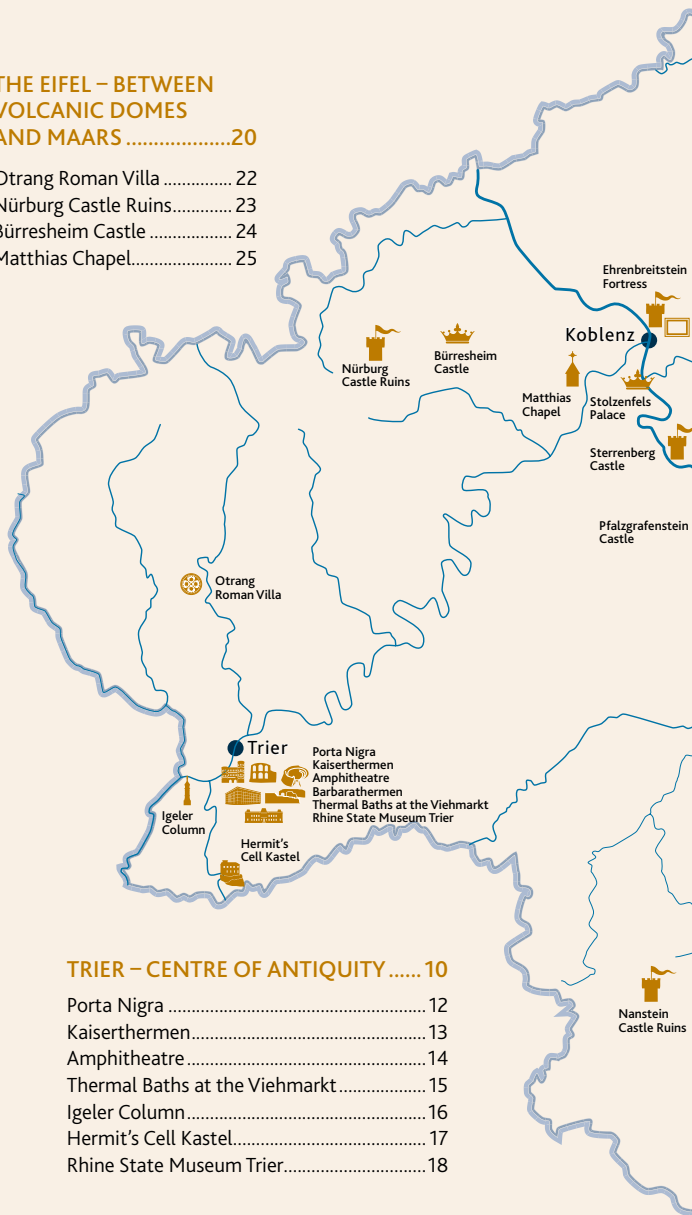 THE EIFEL – BETWEEN
VOLCANIC DOMES
AND MAARS ..................20
Otrang Roman Villa .............. 22
Nürburg Castle Ruins............ 23
Bürresheim Castle ................. 24
Matthias Chapel..................... 25
Ehrenbreitstein
Fortress
Koblenz
Nürburg
Castle Ruins
Bürresheim
Castle
Matthias
Chapel
Stolzenfels
Palace
Sterrenberg
Castle
Pfalzgrafenstein
Castle
Otrang
Roman Villa
Trier
Porta Nigra
Kaiserthermen
Amphitheatre
Barbarathermen
Thermal Baths at the Viehmarkt
Rhine State Museum Trier
Igeler
Column
Hermit’s
Cell Kastel
TRIER – CENTRE OF ANTIQUITY ...... 10
Porta Nigra ..................................................... 12
Kaiserthermen................................................ 13
Amphitheatre ................................................. 14
Thermal Baths at the Viehmarkt .................. 15
Igeler Column ................................................. 16
Hermit’s Cell Kastel........................................ 17
Rhine State Museum Trier............................. 18
Nanstein
Castle Ruins